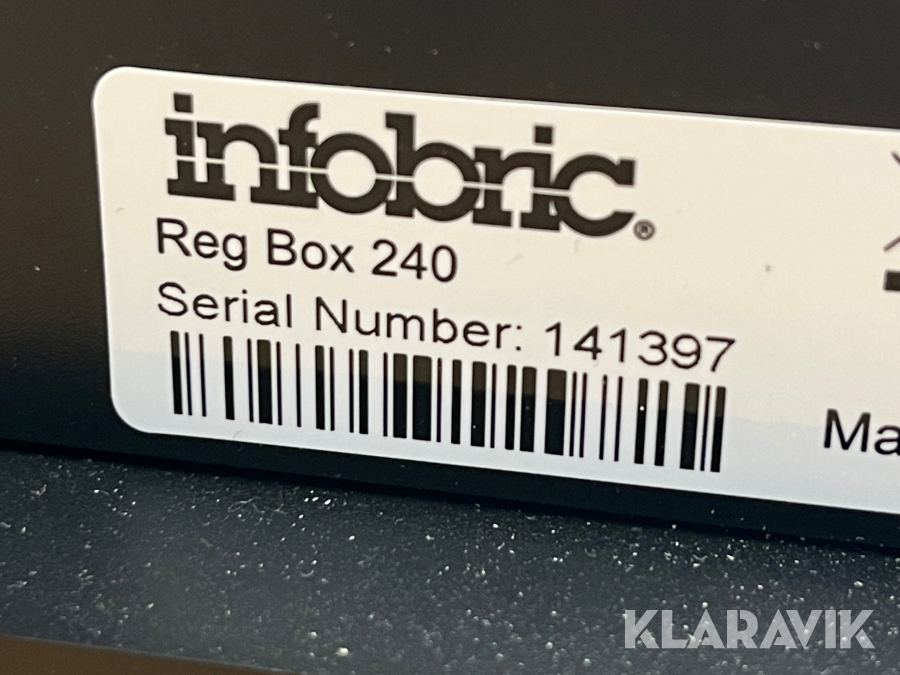 infobric®
Reg Box 240
Serial Number: 141397
Ma
KLARAVIK